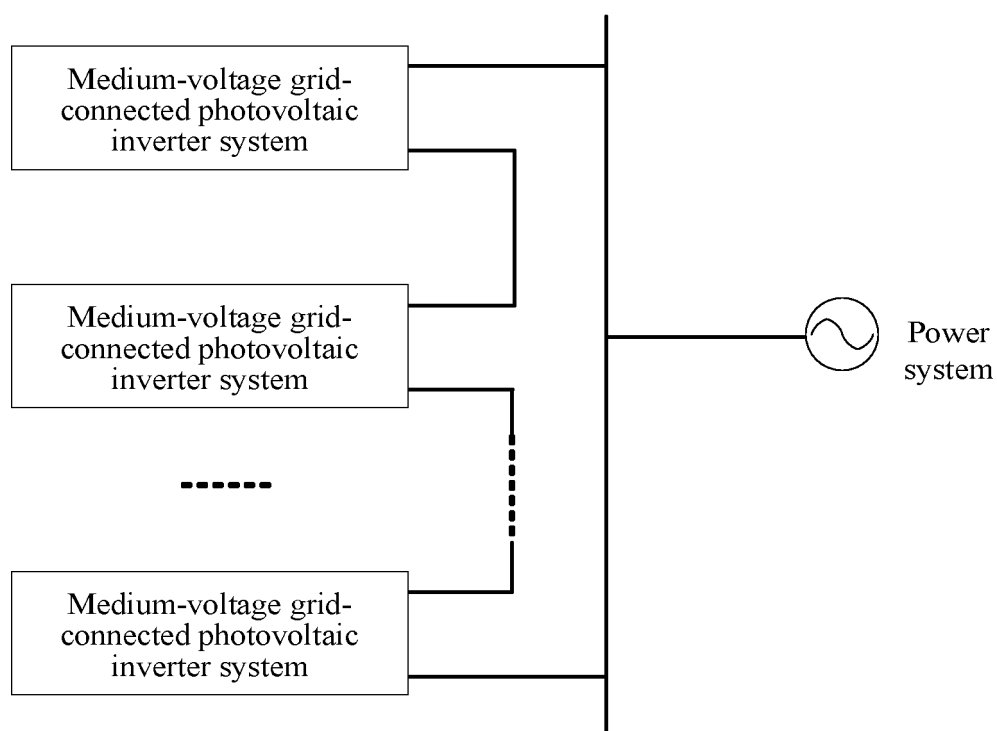 Medium-voltage grid-
connected photovoltaic
inverter system
Medium-voltage grid-
connected photovoltaic
inverter system
Power
system
Medium-voltage grid-
connected photovoltaic
inverter system